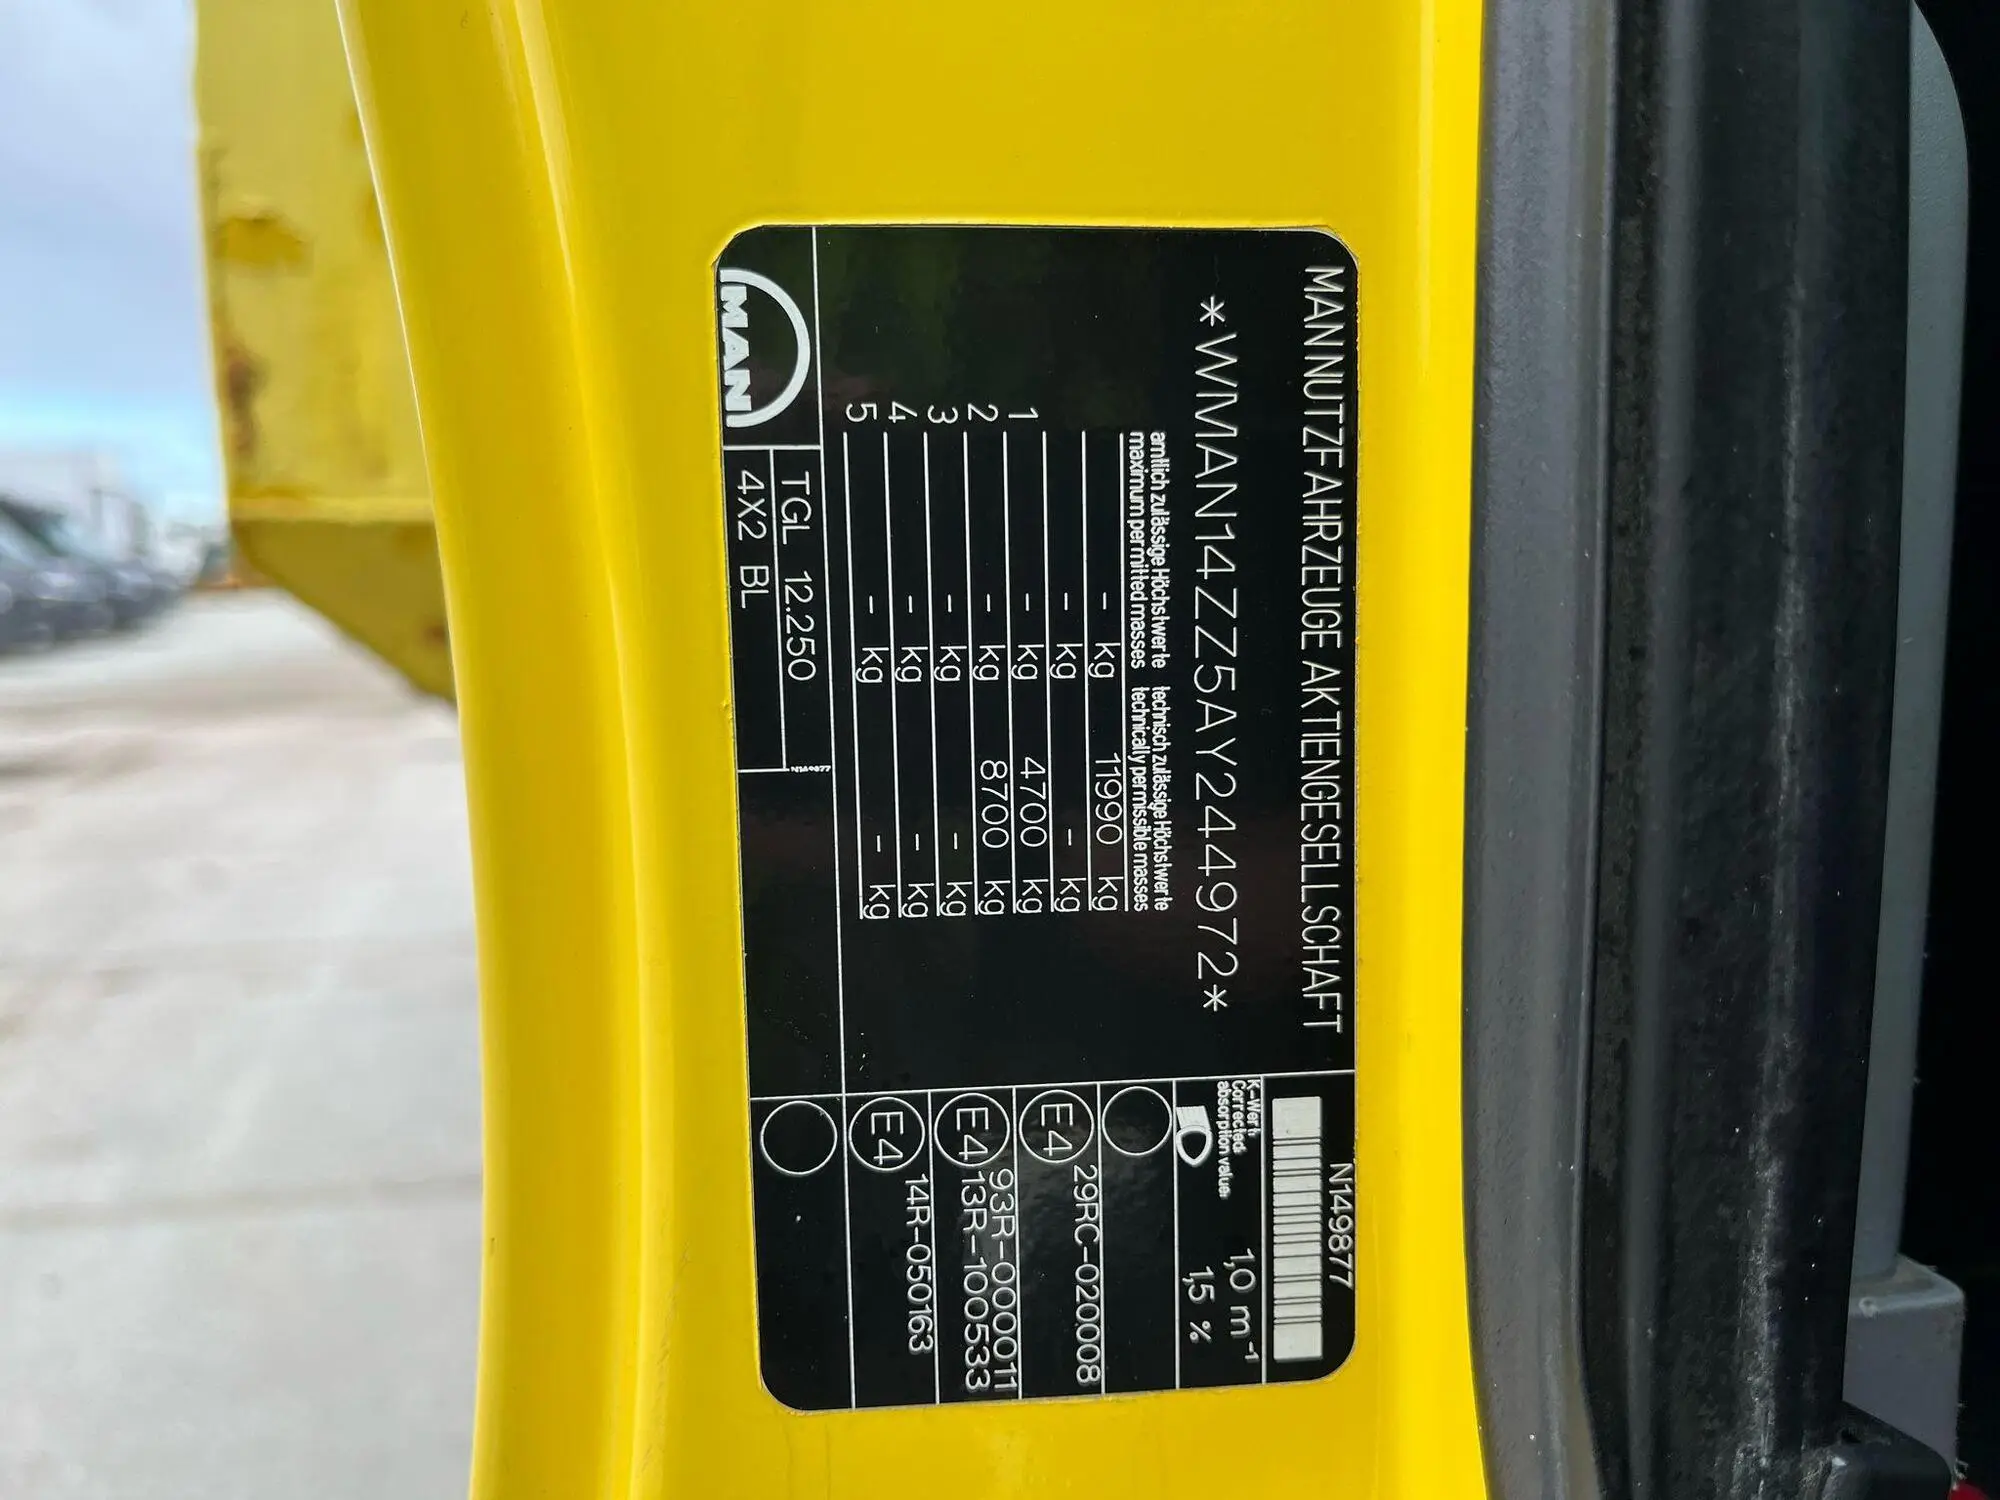 MANNUTZFAHRZEUGE AKTIENGESELLSCHAFT
N149877
*WMAN14ZZ5AY244972*
K-Wert:
Corrected
absorption value:
1,0 m⁻¹
1,5 %
amtlich zulässige Höchstwerte technisch zulässige Höchstwerte
maximum permitted masses technically permissible masses
- kg 11990 kg
- kg - kg
1 - kg 4700 kg
2 - kg 8700 kg
3 - kg - kg
4 - kg - kg
5 - kg - kg
E4 29RC-020008
93R-000011
E4 13R-100533
E4 14R-050163
MAN
TGL 12.250
N149877
4X2 BL